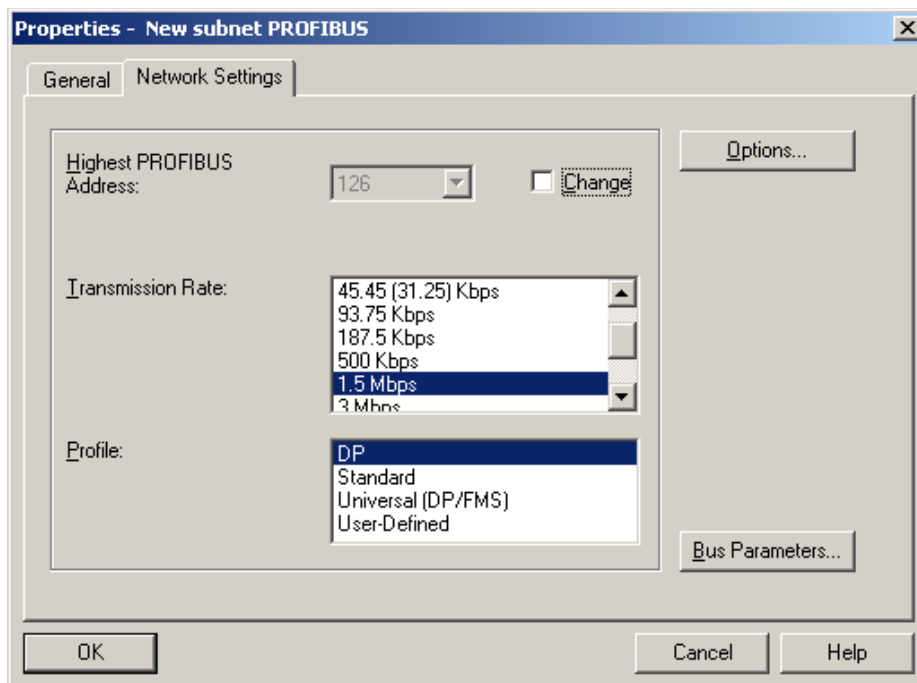 Properties - New subnet PROFIBUS
General
Network Settings
Highest PROFIBUS
Address:
126
Change
Options...
Transmission Rate:
45.45 (31.25) Kbps
93.75 Kbps
187.5 Kbps
500 Kbps
1.5 Mbps
3 Mbps
Profile:
DP
Standard
Universal (DP/FMS)
User-Defined
Bus Parameters...
OK
Cancel
Help